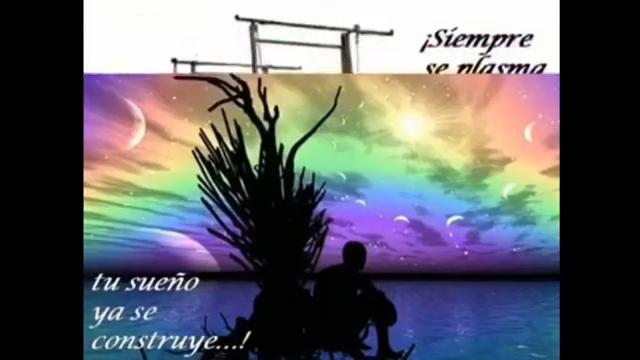 ¡Siempre
se plasma
tu sueño
ya se
construye...!